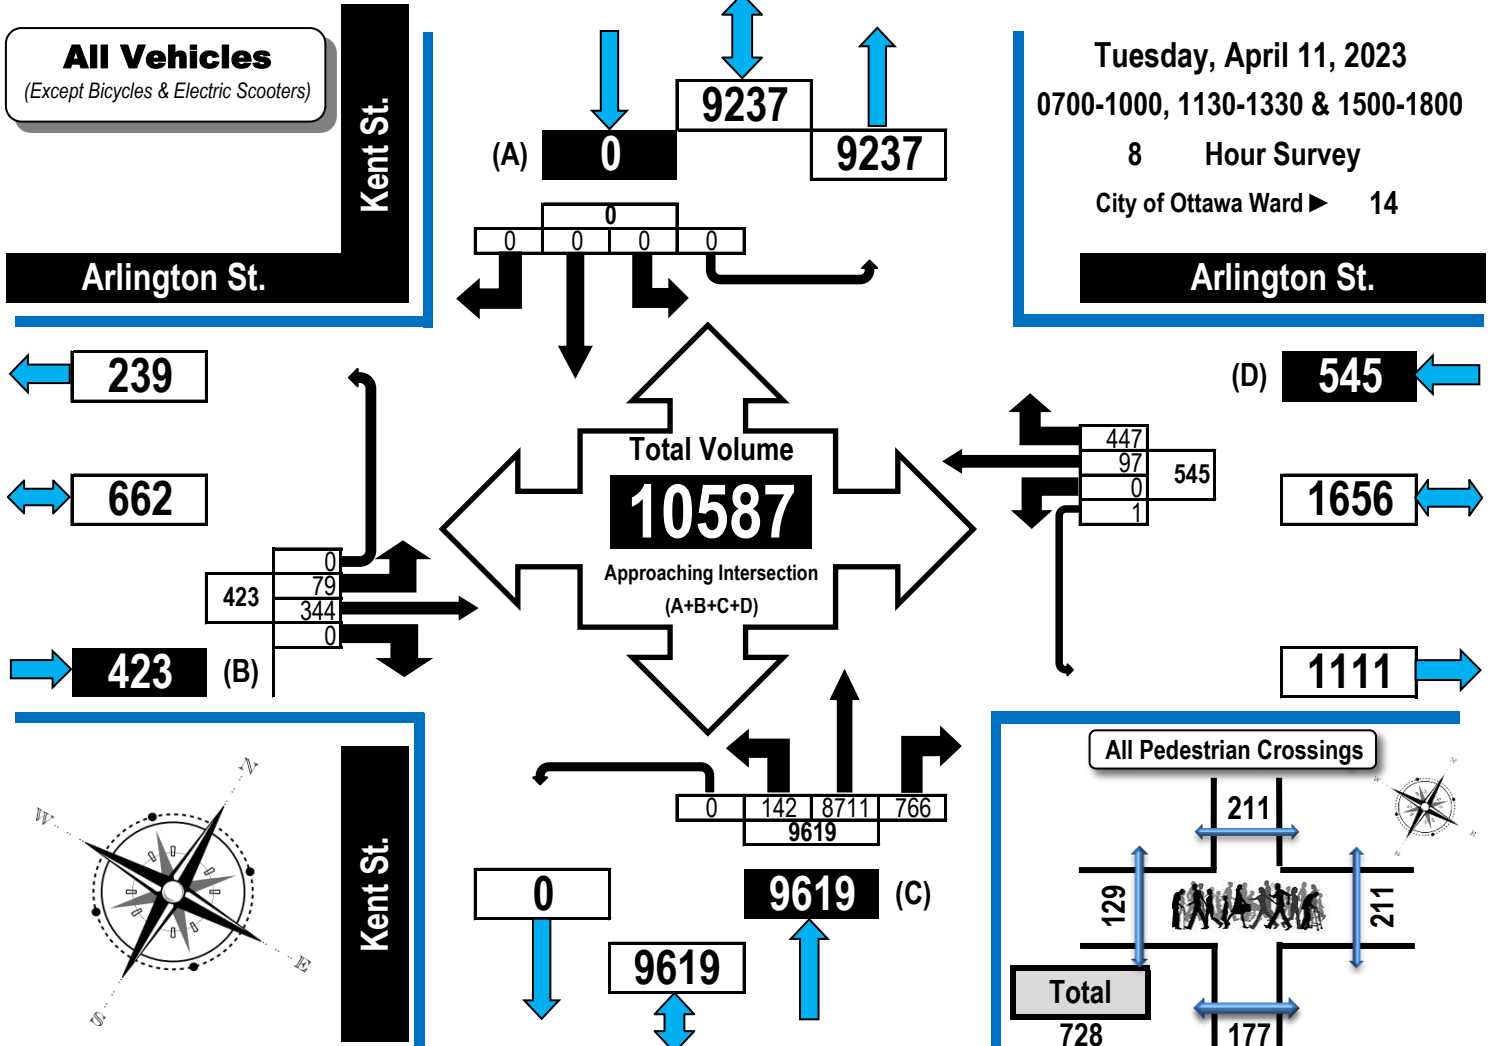 All Vehicles
(Except Bicycles & Electric Scooters)
Kent St.
Arlington St.
9237
(A) 0 9237
0
0 0 0 0
Tuesday, April 11, 2023
0700-1000, 1130-1330 & 1500-1800
8 Hour Survey
City of Ottawa Ward ► 14
Arlington St.
239
662
0
79
344
0
423
423 (B)
Total Volume
10587
Approaching Intersection
(A+B+C+D)
(D) 545
447
97
0
1
545
1656
1111
0 142 8711 766
9619
0
9619 (C)
9619
Kent St.
N
W
E
S
All Pedestrian Crossings
211
129
211
177
Total
728